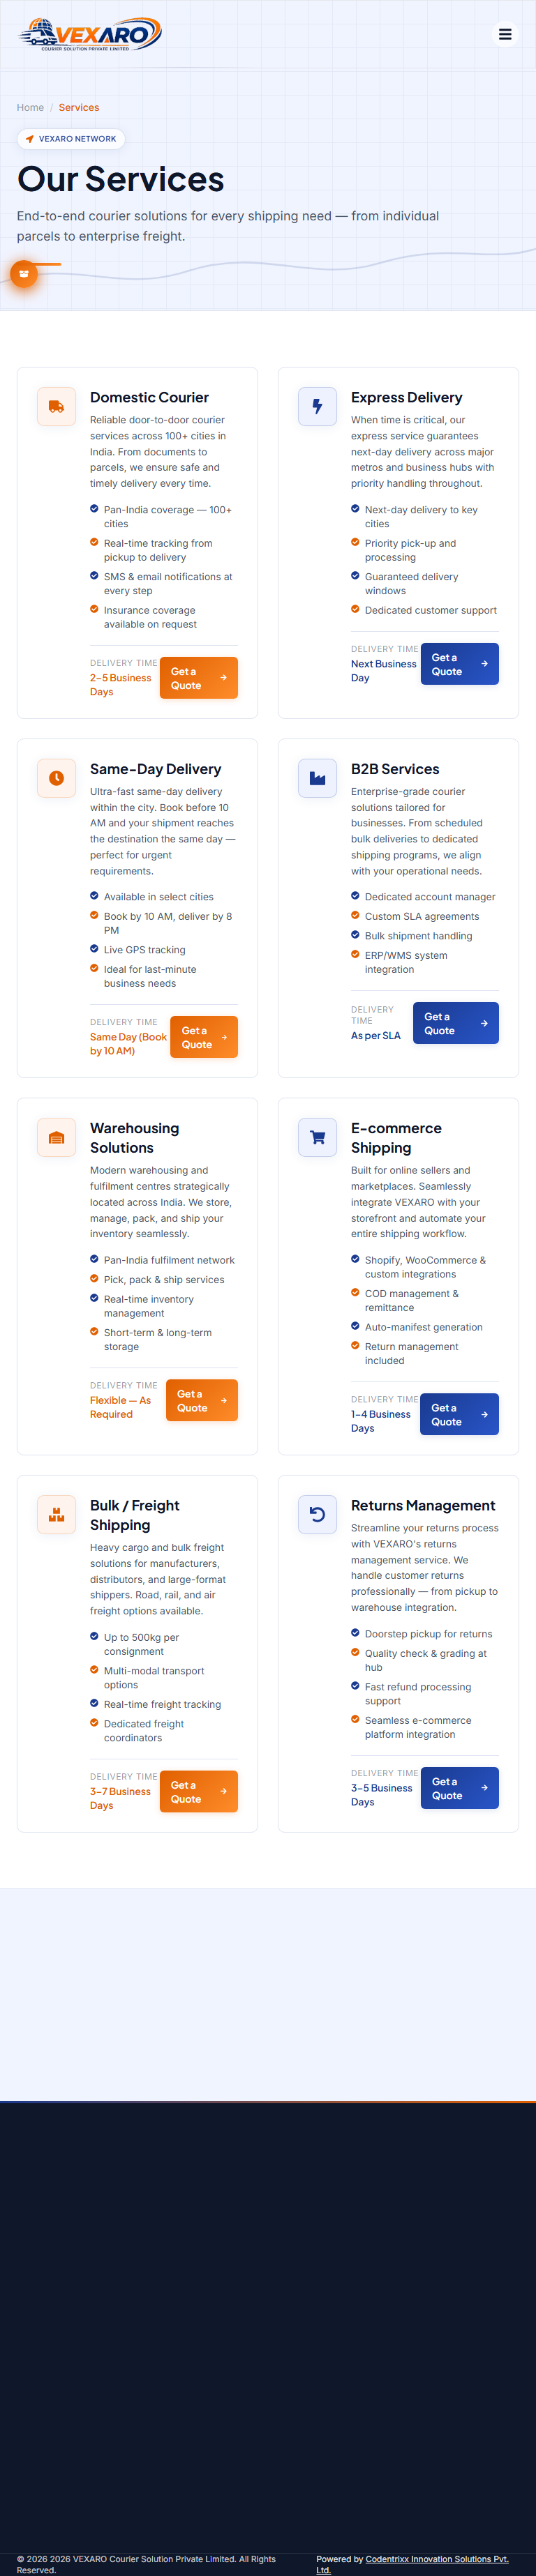 VEXARO
COURIER SOLUTION PRIVATE LIMITED
Home / Services
VEXARO NETWORK
Our Services
End-to-end courier solutions for every shipping need — from individual
parcels to enterprise freight.
Domestic Courier
Reliable door-to-door courier
services across 100+ cities in
India. From documents to
parcels, we ensure safe and
timely delivery every time.
Pan-India coverage — 100+
cities
Real-time tracking from
pickup to delivery
SMS & email notifications at
every step
Insurance coverage
available on request
DELIVERY TIME
2–5 Business
Days
Get a
Quote
Express Delivery
When time is critical, our
express service guarantees
next-day delivery across major
metros and business hubs with
priority handling throughout.
Next-day delivery to key
cities
Priority pick-up and
processing
Guaranteed delivery
windows
Dedicated customer support
DELIVERY TIME
Next Business
Day
Get a
Quote
Same-Day Delivery
Ultra-fast same-day delivery
within the city. Book before 10
AM and your shipment reaches
the destination the same day —
perfect for urgent
requirements.
Available in select cities
Book by 10 AM, deliver by 8
PM
Live GPS tracking
Ideal for last-minute
business needs
DELIVERY TIME
Same Day (Book
by 10 AM)
Get a
Quote
B2B Services
Enterprise-grade courier
solutions tailored for
businesses. From scheduled
bulk deliveries to dedicated
shipping programs, we align
with your operational needs.
Dedicated account manager
Custom SLA agreements
Bulk shipment handling
ERP/WMS system
integration
DELIVERY
TIME
As per SLA
Get a
Quote
Warehousing
Solutions
Modern warehousing and
fulfilment centres strategically
located across India. We store,
manage, pack, and ship your
inventory seamlessly.
Pan-India fulfilment network
Pick, pack & ship services
Real-time inventory
management
Short-term & long-term
storage
DELIVERY TIME
Flexible — As
Required
Get a
Quote
E-commerce
Shipping
Built for online sellers and
marketplaces. Seamlessly
integrate VEXARO with your
storefront and automate your
entire shipping workflow.
Shopify, WooCommerce &
custom integrations
COD management &
remittance
Auto-manifest generation
Return management
included
DELIVERY TIME
1–4 Business
Days
Get a
Quote
Bulk / Freight
Shipping
Heavy cargo and bulk freight
solutions for manufacturers,
distributors, and large-format
shippers. Road, rail, and air
freight options available.
Up to 500kg per
consignment
Multi-modal transport
options
Real-time freight tracking
Dedicated freight
coordinators
DELIVERY TIME
3–7 Business
Days
Get a
Quote
Returns Management
Streamline your returns process
with VEXARO's returns
management service. We
handle customer returns
professionally — from pickup to
warehouse integration.
Doorstep pickup for returns
Quality check & grading at
hub
Fast refund processing
support
Seamless e-commerce
platform integration
DELIVERY TIME
3–5 Business
Days
Get a
Quote
© 2026 2026 VEXARO Courier Solution Private Limited. All Rights
Reserved.
Powered by Codentrixx Innovation Solutions Pvt.
Ltd.